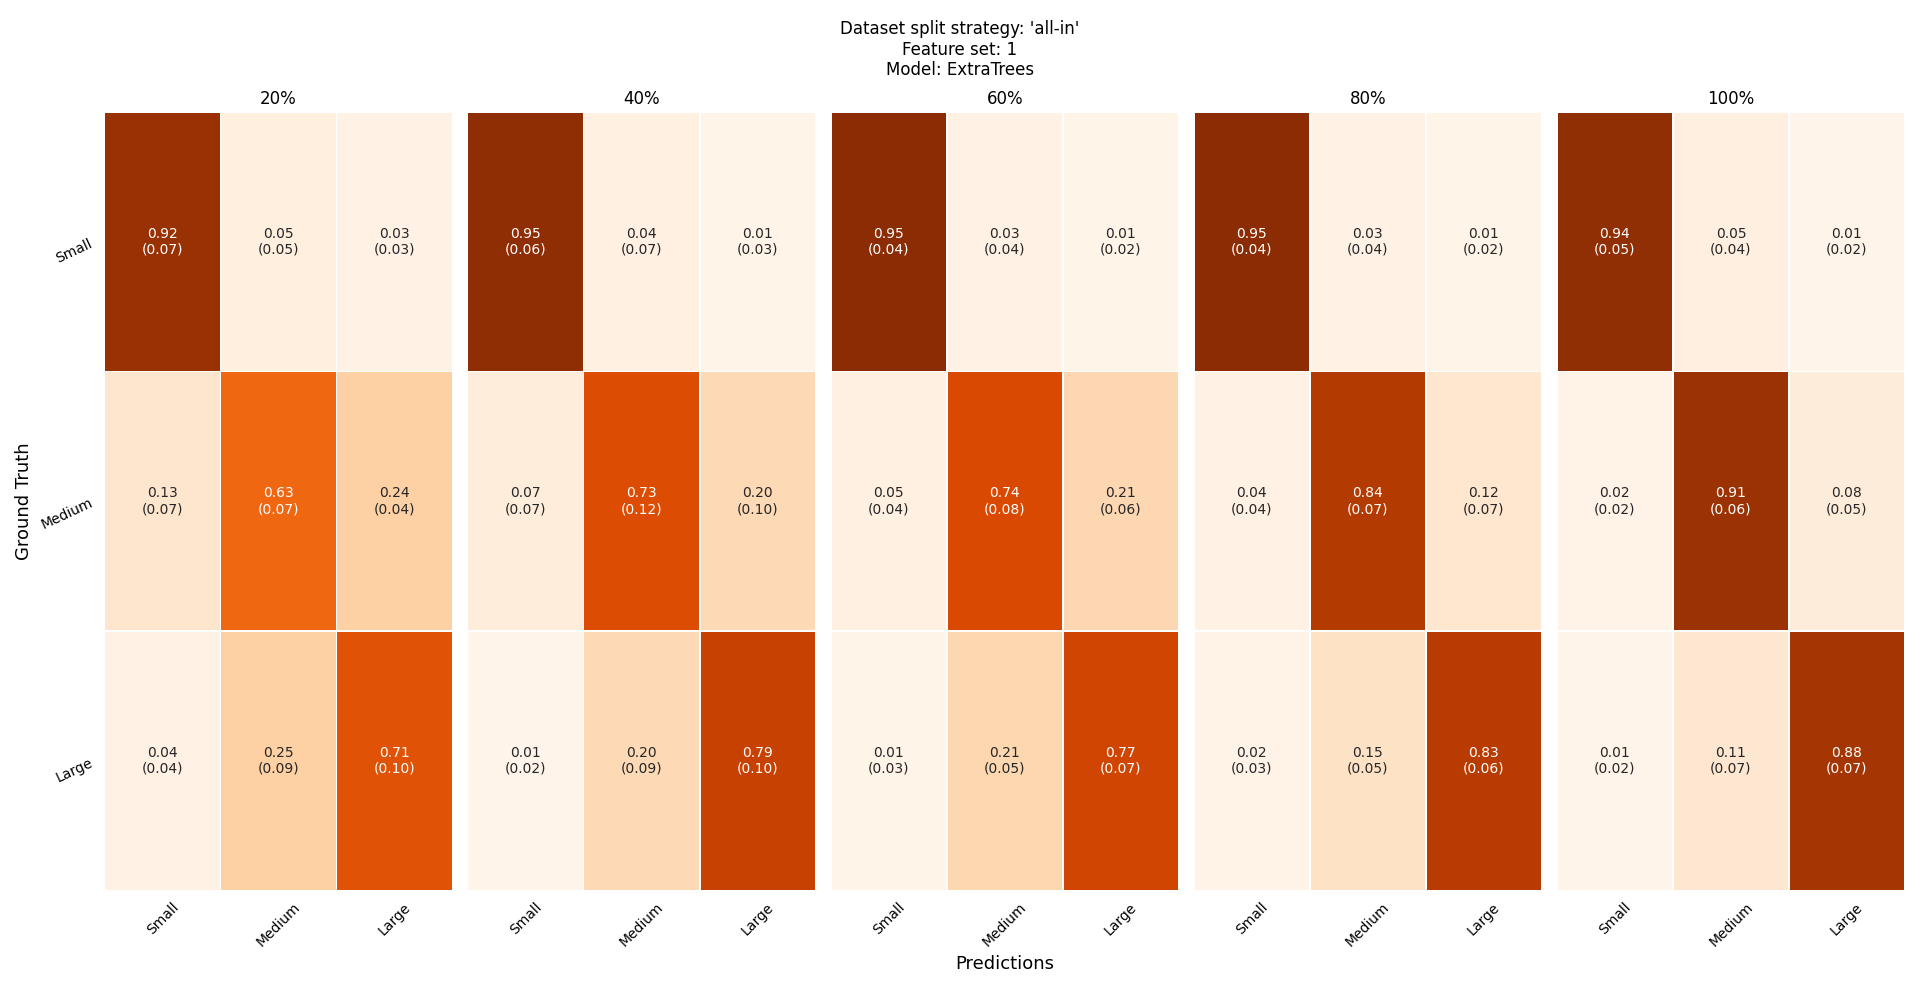 Dataset split strategy: 'all-in'
Feature set: 1
Model: ExtraTrees
20% 40% 60% 80% 100%
Ground Truth
Small
0.92 0.05 0.03 0.95 0.04 0.01 0.95 0.03 0.01 0.95 0.03 0.01 0.94 0.05 0.01
(0.07) (0.05) (0.03) (0.06) (0.07) (0.03) (0.04) (0.04) (0.02) (0.04) (0.04) (0.02) (0.05) (0.04) (0.02)
Medium
0.13 0.63 0.24 0.07 0.73 0.20 0.05 0.74 0.21 0.04 0.84 0.12 0.02 0.91 0.08
(0.07) (0.07) (0.04) (0.07) (0.12) (0.10) (0.04) (0.08) (0.06) (0.04) (0.07) (0.07) (0.02) (0.06) (0.05)
Large
0.04 0.25 0.71 0.01 0.20 0.79 0.01 0.21 0.77 0.02 0.15 0.83 0.01 0.11 0.88
(0.04) (0.09) (0.10) (0.02) (0.09) (0.10) (0.03) (0.05) (0.07) (0.03) (0.05) (0.06) (0.02) (0.07) (0.07)
Small Medium Large Small Medium Large Small Medium Large Small Medium Large Small Medium Large
Predictions